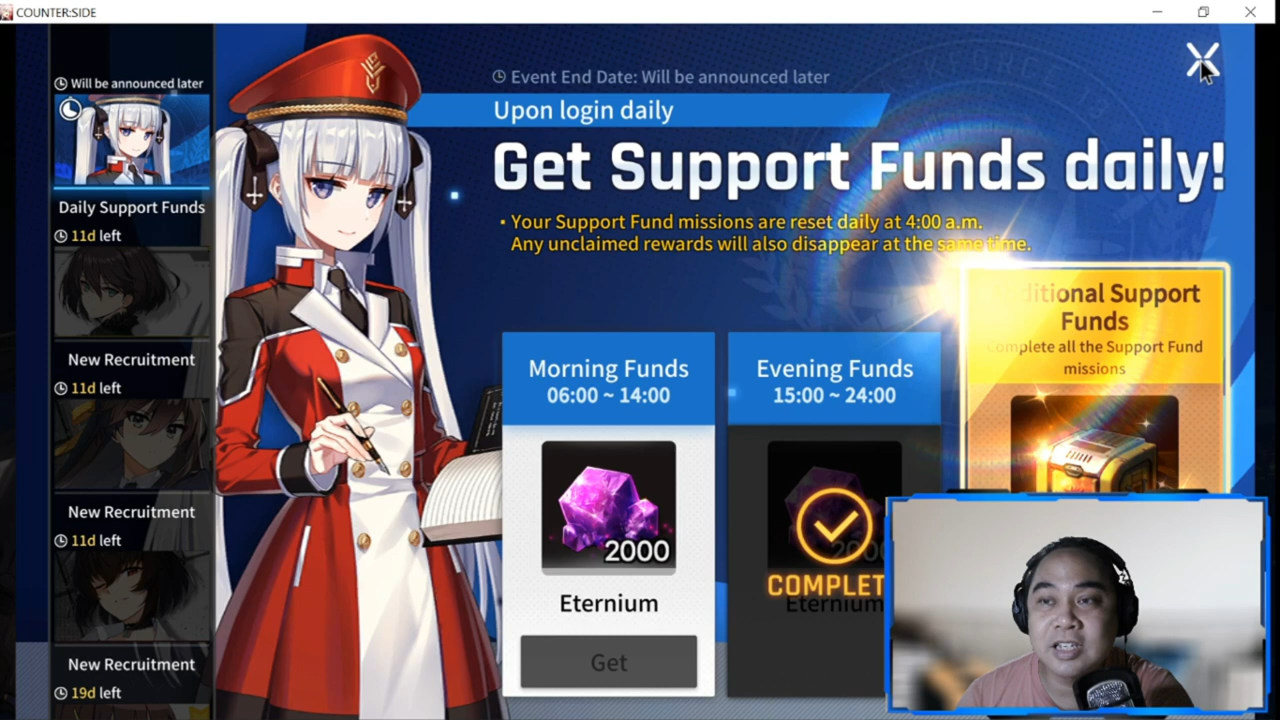 COUNTER:SIDE
Will be announced later
Daily Support Funds
11d left
New Recruitment
11d left
New Recruitment
11d left
New Recruitment
19d left
Event End Date: Will be announced later
Upon login daily
Get Support Funds daily!
• Your Support Fund missions are reset daily at 4:00 a.m.
Any unclaimed rewards will also disappear at the same time.
Morning Funds
06:00 ~ 14:00
2000
Eternium
Get
Evening Funds
15:00 ~ 24:00
COMPLET
Eternium
Support
Funds
Complete all the Support Fund
missions